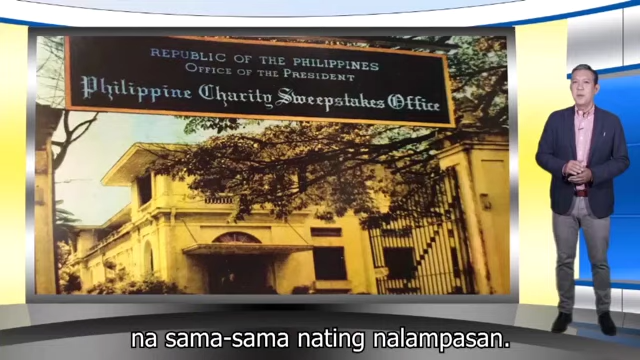 REPUBLIC OF THE PHILIPPINES
OFFICE OF THE PRESIDENT
Philippine Charity Sweepstakes Office
na sama-sama nating nalampasan.